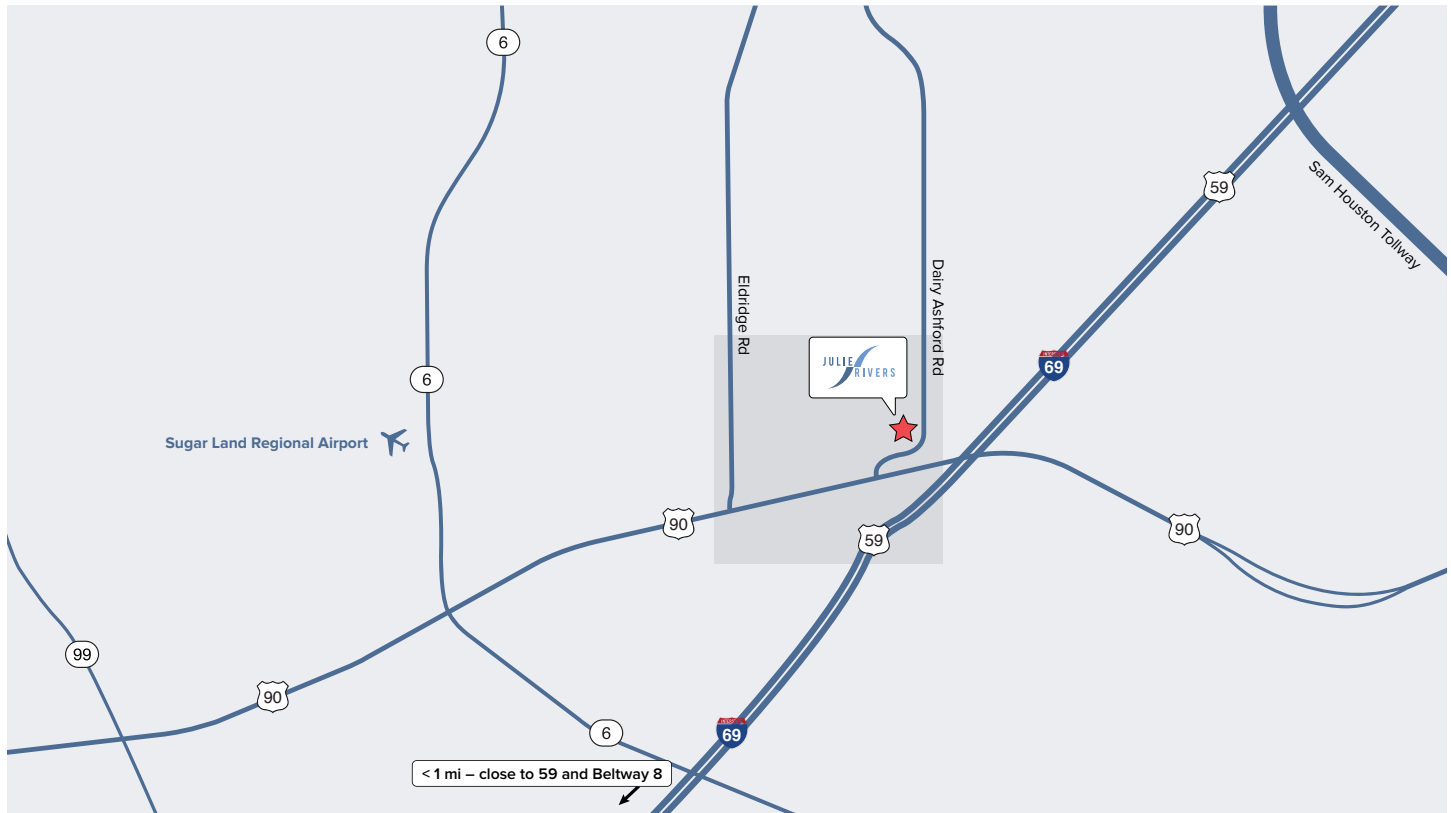 6
59
Sam Houston Tollway
Eldridge Rd
Dairy Ashford Rd
JULIE
RIVERS
69
6
Sugar Land Regional Airport
90
59
90
99
90
6
69
< 1 mi – close to 59 and Beltway 8